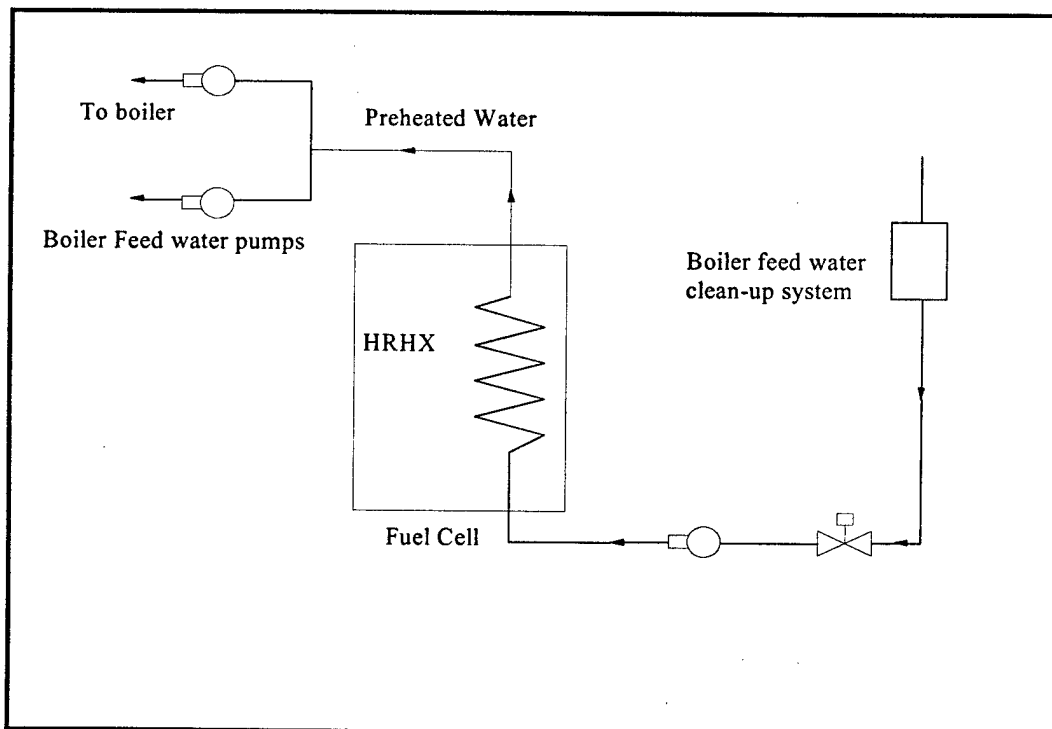 To boiler
Preheated Water
Boiler Feed water pumps
Boiler feed water
clean-up system
HRHX
Fuel Cell